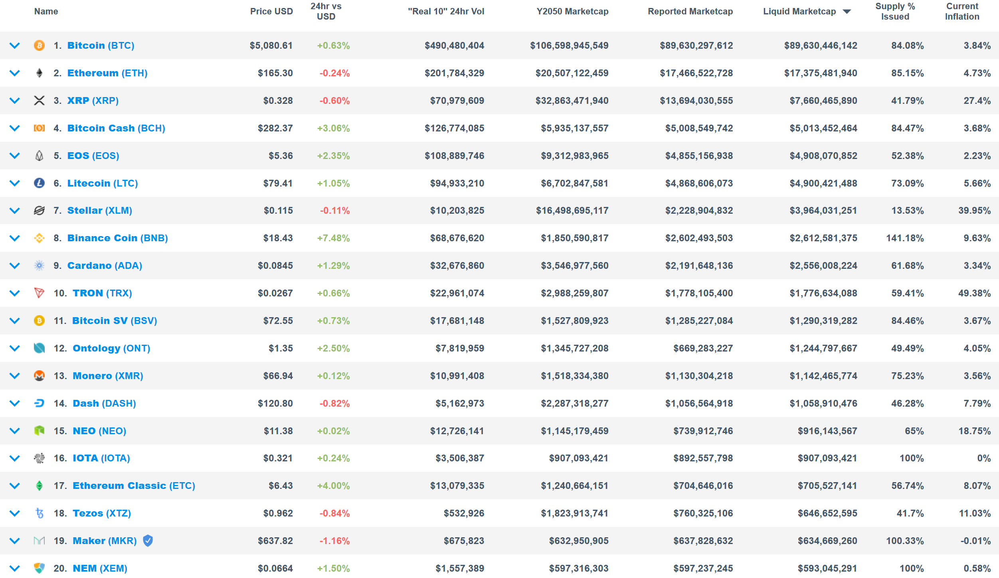 Name Price USD 24hr vs USD "Real 10" 24hr Vol Y2050 Marketcap Reported Marketcap Liquid Marketcap Supply % Issued Current Inflation
1. Bitcoin (BTC) $5,080.61 +0.63% $490,480,404 $106,598,945,549 $89,630,297,612 $89,630,446,142 84.08% 3.84%
2. Ethereum (ETH) $165.30 -0.24% $201,784,329 $20,507,122,459 $17,466,522,728 $17,375,481,940 85.15% 4.73%
3. XRP (XRP) $0.328 -0.60% $70,979,609 $32,863,471,940 $13,694,030,555 $7,660,465,890 41.79% 27.4%
4. Bitcoin Cash (BCH) $282.37 +3.06% $126,774,085 $5,935,137,557 $5,008,549,742 $5,013,452,464 84.47% 3.68%
5. EOS (EOS) $5.36 +2.35% $108,889,746 $9,312,983,965 $4,855,156,938 $4,908,070,852 52.38% 2.23%
6. Litecoin (LTC) $79.41 +1.05% $94,933,210 $6,702,847,581 $4,868,606,073 $4,900,421,488 73.09% 5.66%
7. Stellar (XLM) $0.115 -0.11% $10,203,825 $16,498,695,117 $2,228,904,832 $3,964,031,251 13.53% 39.95%
8. Binance Coin (BNB) $18.43 +7.48% $68,676,620 $1,850,590,817 $2,602,493,503 $2,612,581,375 141.18% 9.63%
9. Cardano (ADA) $0.0845 +1.29% $32,676,860 $3,546,977,560 $2,191,648,136 $2,556,008,224 61.68% 3.34%
10. TRON (TRX) $0.0267 +0.66% $22,961,074 $2,988,259,807 $1,778,105,400 $1,776,634,088 59.41% 49.38%
11. Bitcoin SV (BSV) $72.55 +0.73% $17,681,148 $1,527,809,923 $1,285,227,084 $1,290,319,282 84.46% 3.67%
12. Ontology (ONT) $1.35 +2.50% $7,819,959 $1,345,727,208 $669,283,227 $1,244,797,667 49.49% 4.05%
13. Monero (XMR) $66.94 +0.12% $10,991,408 $1,518,334,380 $1,130,304,218 $1,142,465,774 75.23% 3.56%
14. Dash (DASH) $120.80 -0.82% $5,162,973 $2,287,318,277 $1,056,564,918 $1,058,910,476 46.28% 7.79%
15. NEO (NEO) $11.38 +0.02% $12,726,141 $1,145,179,459 $739,912,746 $916,143,567 65% 18.75%
16. IOTA (IOTA) $0.321 +0.24% $3,506,387 $907,093,421 $892,557,798 $907,093,421 100% 0%
17. Ethereum Classic (ETC) $6.43 +4.00% $13,079,335 $1,240,664,151 $704,646,016 $705,527,141 56.74% 8.07%
18. Tezos (XTZ) $0.962 -0.84% $532,926 $1,823,913,741 $760,325,106 $646,652,595 41.7% 11.03%
19. Maker (MKR) $637.82 -1.16% $675,823 $632,950,905 $637,828,632 $634,669,260 100.33% -0.01%
20. NEM (XEM) $0.0664 +1.50% $1,557,389 $597,316,303 $597,237,245 $593,045,291 100% 0.58%